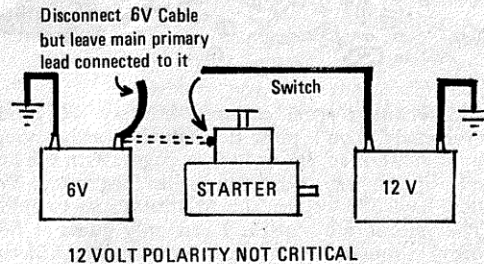 Disconnect 6V Cable
but leave main primary
lead connected to it
Switch
6V
STARTER
12 V
12 VOLT POLARITY NOT CRITICAL